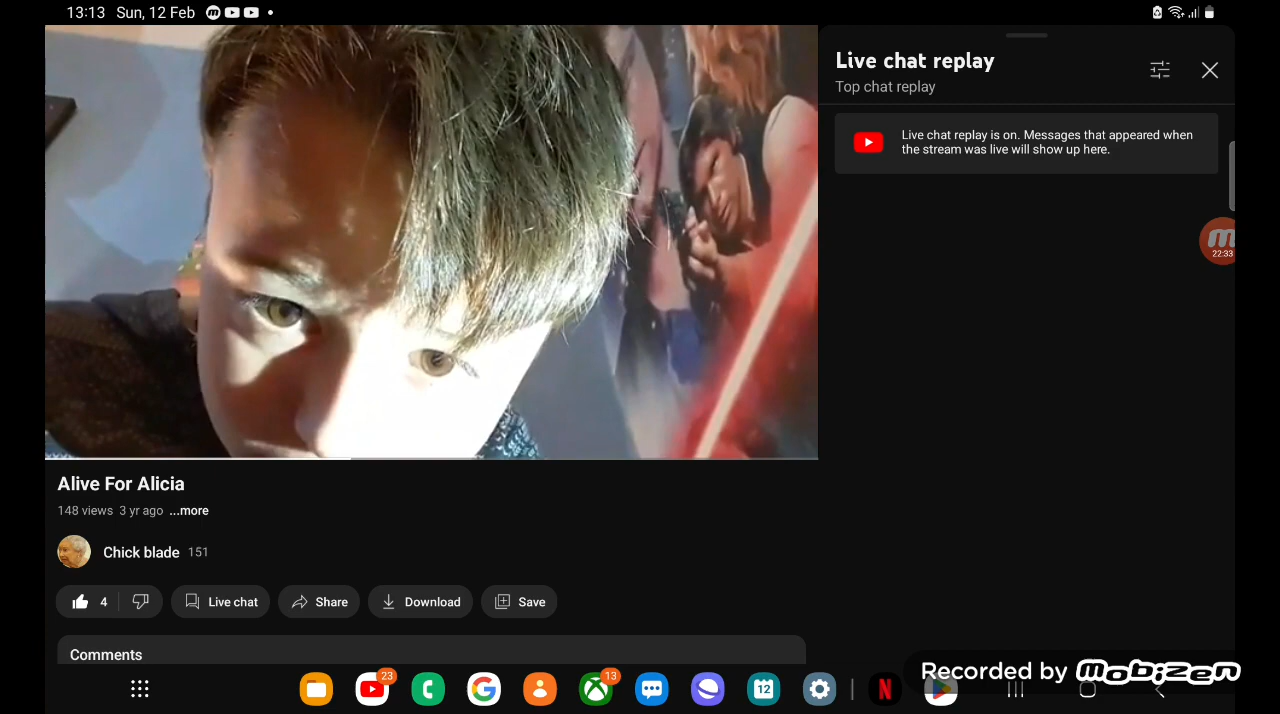 13:13 Sun, 12 Feb
Live chat replay
Top chat replay
Live chat replay is on. Messages that appeared when
the stream was live will show up here.
22:33
Alive For Alicia
148 views 3 yr ago ...more
Chick blade 151
4 Live chat Share Download Save
Comments
23
13
12
Recorded by mobizen